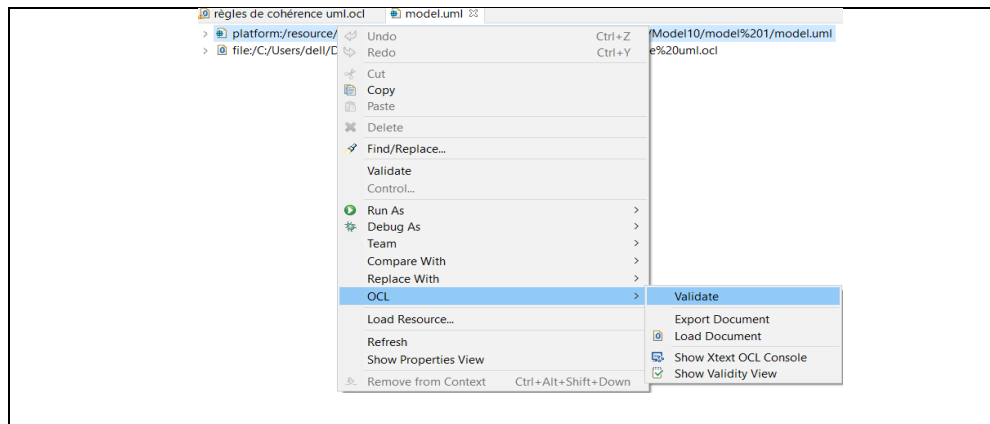 règles de cohérence uml.ocl model.uml
platform:/resource/ /Model10/model%201/model.uml
file:/C:/Users/dell/D e%20uml.ocl
Undo Ctrl+Z
Redo Ctrl+Y
Cut
Copy
Paste
Delete
Find/Replace...
Validate
Control...
Run As
Debug As
Team
Compare With
Replace With
OCL
Validate
Export Document
Load Document
Show Xtext OCL Console
Show Validity View
Load Resource...
Refresh
Show Properties View
Remove from Context Ctrl+Alt+Shift+Down